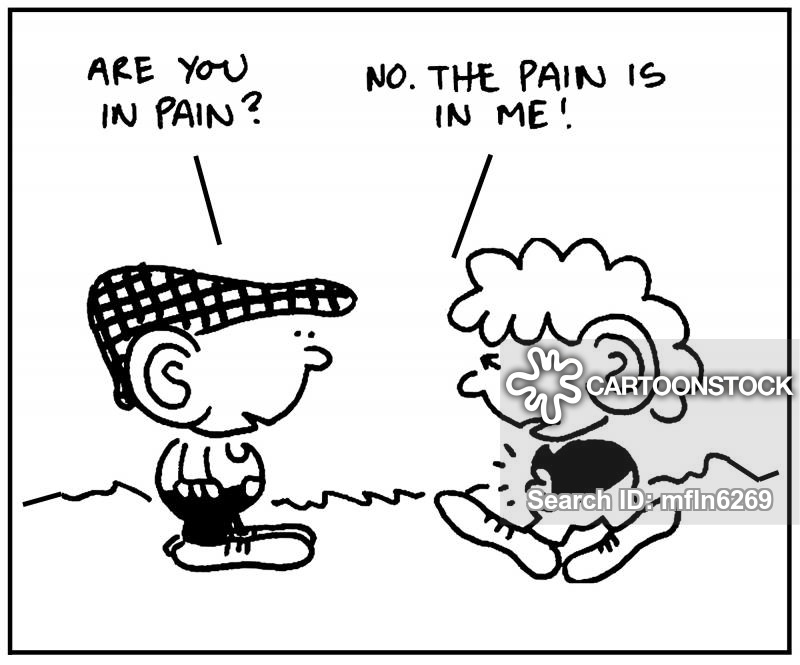 ARE YOU
IN PAIN?
NO. THE PAIN IS
IN ME!
CARTOONSTOCK
Search ID: mfln6269